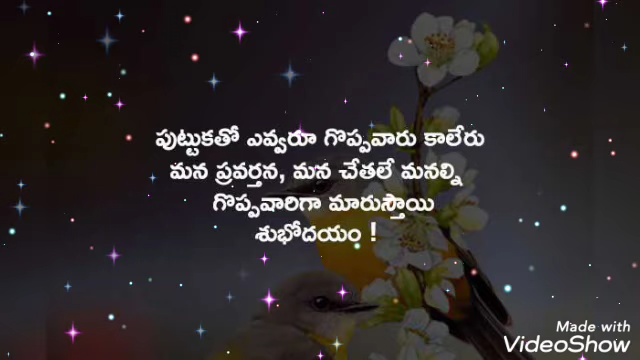 పుట్టుకతో ఎవ్వరూ గొప్పవారు కాలేరు
మన ప్రవర్తన, మన చేతలే మనల్ని
గొప్పవారిగా మారుస్తాయి
శుభోదయం !
Made with
VideoShow